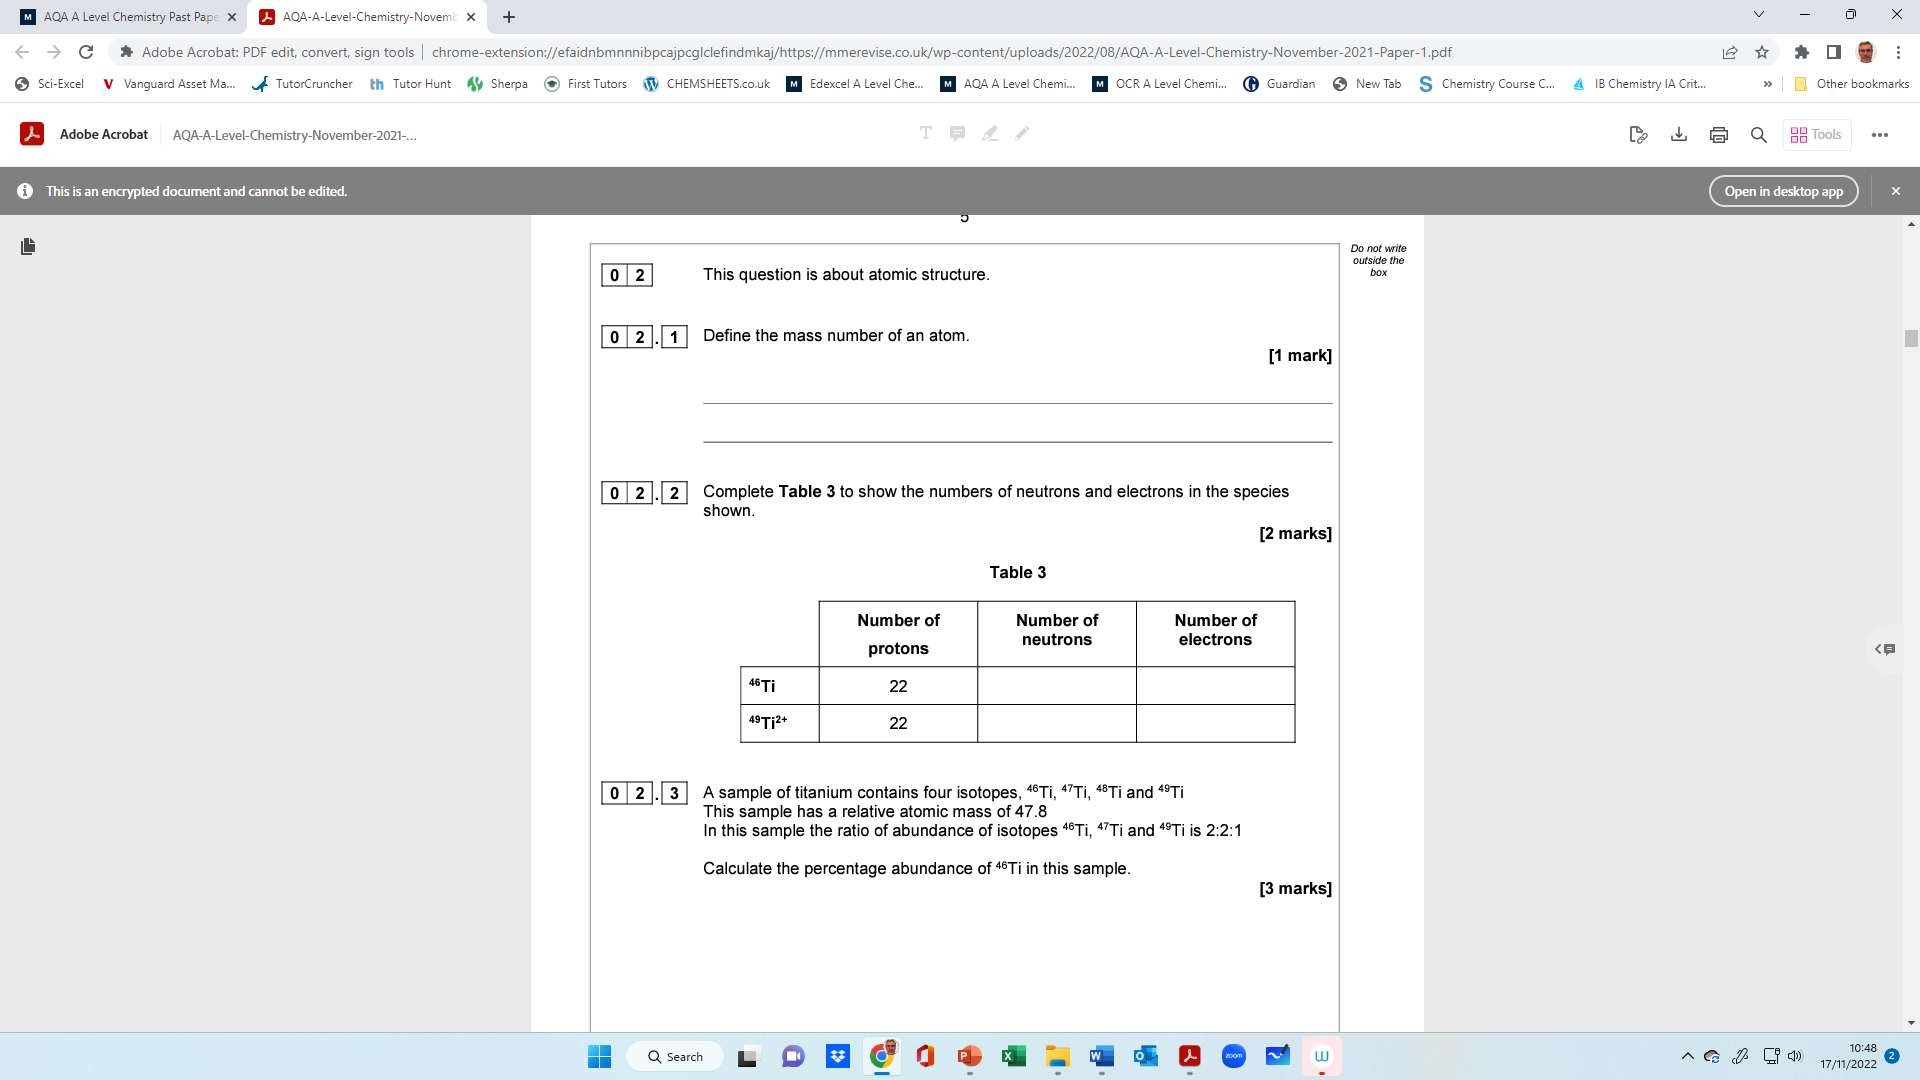 AQA A Level Chemistry Past Pape
AQA-A-Level-Chemistry-Novemb
Adobe Acrobat: PDF edit, convert, sign tools | chrome-extension://efaidnbmnnnibpcajpcglclefindmkaj/https://mmerevise.co.uk/wp-content/uploads/2022/08/AQA-A-Level-Chemistry-November-2021-Paper-1.pdf
Sci-Excel Vanguard Asset Ma... TutorCruncher th Tutor Hunt Sherpa First Tutors CHEMSHEETS.co.uk M Edexcel A Level Che... M AQA A Level Chemi... M OCR A Level Chemi... Guardian New Tab S Chemistry Course C... IB Chemistry IA Crit... » Other bookmarks
Adobe Acrobat AQA-A-Level-Chemistry-November-2021-... Tools
This is an encrypted document and cannot be edited. Open in desktop app
5
Do not write
outside the
box
0 2 This question is about atomic structure.
0 2 . 1 Define the mass number of an atom.
[1 mark]
0 2 . 2 Complete Table 3 to show the numbers of neutrons and electrons in the species
shown.
[2 marks]
Table 3
Number of protons Number of neutrons Number of electrons
⁴⁶Ti 22
⁴⁹Ti²⁺ 22
0 2 . 3 A sample of titanium contains four isotopes, ⁴⁶Ti, ⁴⁷Ti, ⁴⁸Ti and ⁴⁹Ti
This sample has a relative atomic mass of 47.8
In this sample the ratio of abundance of isotopes ⁴⁶Ti, ⁴⁷Ti and ⁴⁹Ti is 2:2:1
Calculate the percentage abundance of ⁴⁶Ti in this sample.
[3 marks]
Search
zoom
10:48
17/11/2022
2